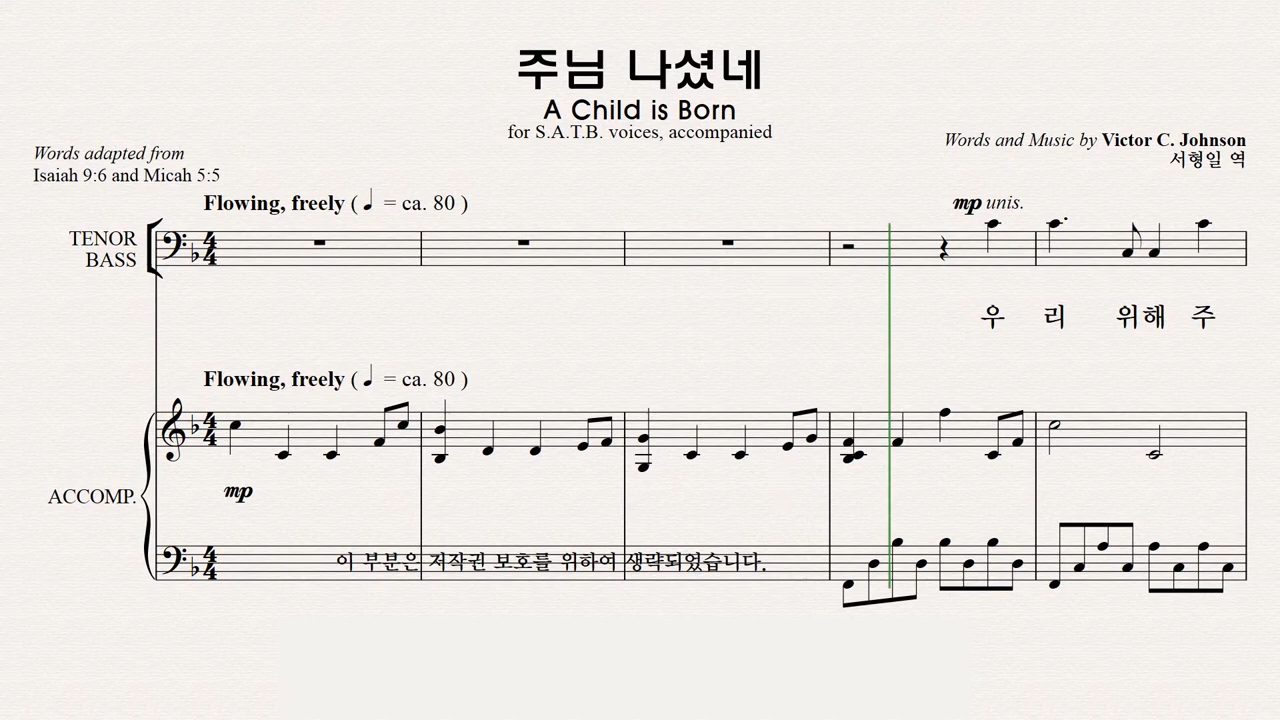 주님 나셨네
A Child is Born
for S.A.T.B. voices, accompanied
Words and Music by Victor C. Johnson
서형일 역
Words adapted from
Isaiah 9:6 and Micah 5:5
Flowing, freely (♩ = ca. 80 )
mp unis.
TENOR
BASS
우 리 위해 주
Flowing, freely (♩ = ca. 80 )
mp
ACCOMP.
이 부분은 저작권 보호를 위하여 생략되었습니다.